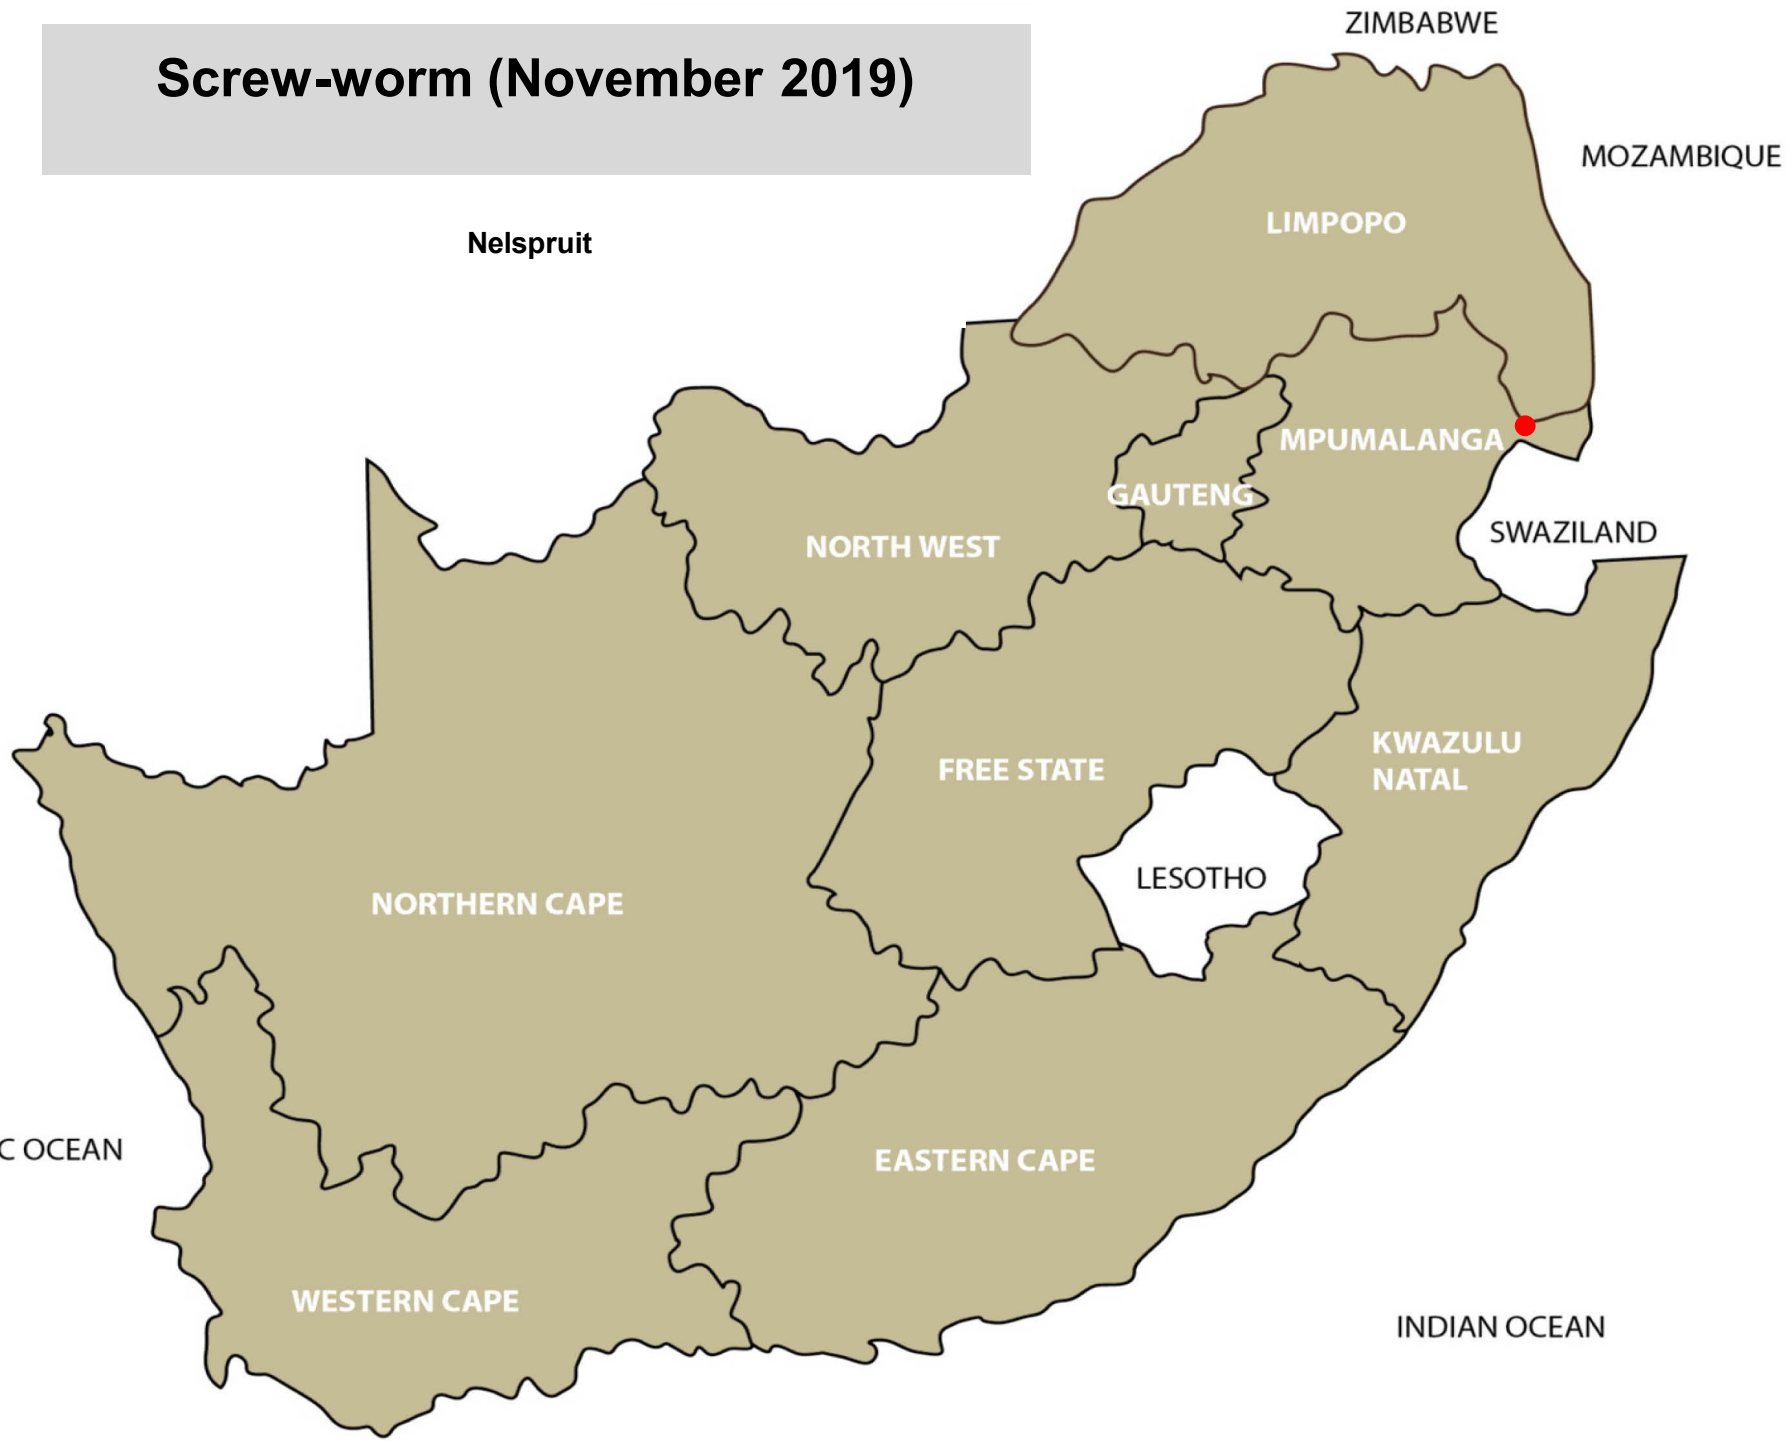 ZIMBABWE
Screw-worm (November 2019)
MOZAMBIQUE
LIMPOPO
Nelspruit
MPUMALANGA
GAUTENG
SWAZILAND
NORTH WEST
KWAZULU
NATAL
FREE STATE
LESOTHO
NORTHERN CAPE
C OCEAN
EASTERN CAPE
WESTERN CAPE
INDIAN OCEAN